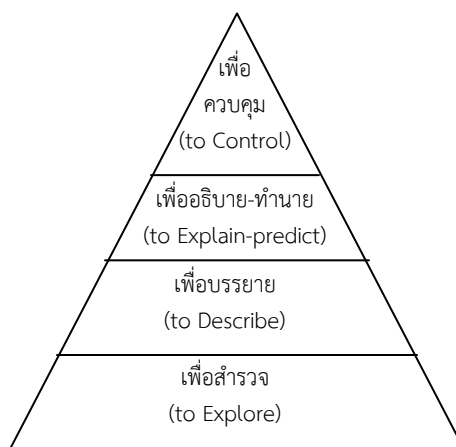 เพื่อ
ควบคุม
(to Control)
เพื่ออธิบาย-ทำนาย
(to Explain-predict)
เพื่อบรรยาย
(to Describe)
เพื่อสำรวจ
(to Explore)